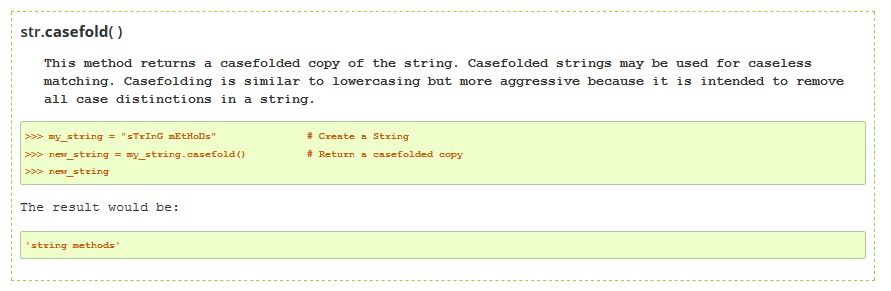 str.casefold( )
This method returns a casefolded copy of the string. Casefolded strings may be used for caseless
matching. Casefolding is similar to lowercasing but more aggressive because it is intended to remove
all case distinctions in a string.
>>> my_string = "sTrInG mEtHoDs" # Create a String
>>> new_string = my_string.casefold() # Return a casefolded copy
>>> new_string
The result would be:
'string methods'